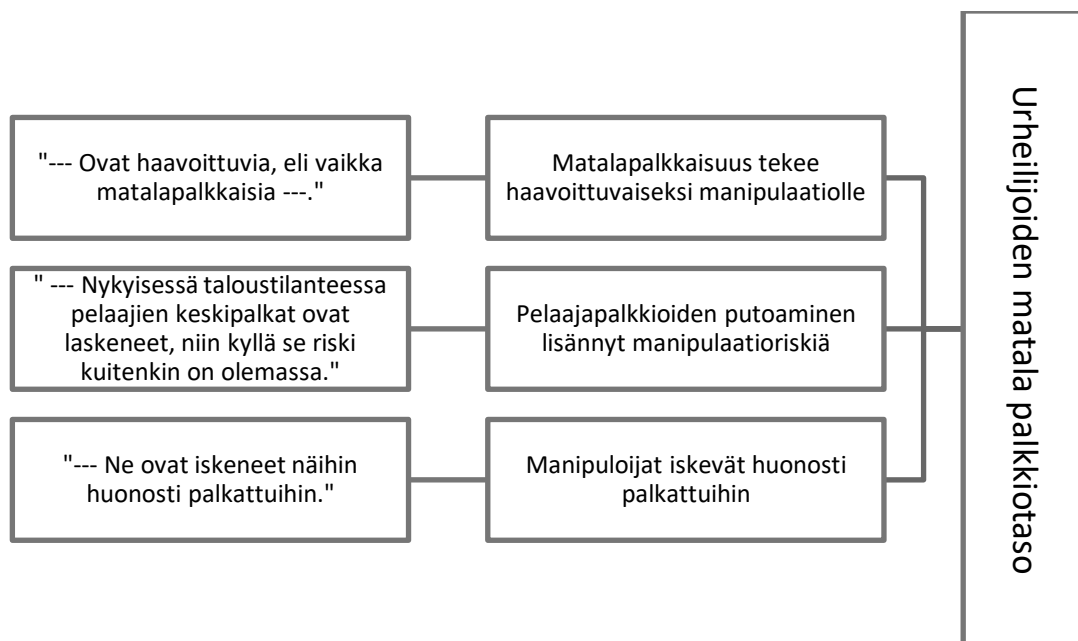 "--- Ovat haavoittuvia, eli vaikka
matalapalkkaisia ---."
Matalapalkkaisuus tekee
haavoittuvaiseksi manipulaatiolle
" --- Nykyisessä taloustilanteessa
pelaajien keskipalkat ovat
laskeneet, niin kyllä se riski
kuitenkin on olemassa."
Pelaajapalkkioiden putoaminen
lisännyt manipulaatioriskiä
"--- Ne ovat iskeneet näihin
huonosti palkattuihin."
Manipuloijat iskevät huonosti
palkattuihin
Urheilijoiden matala palkkiotaso